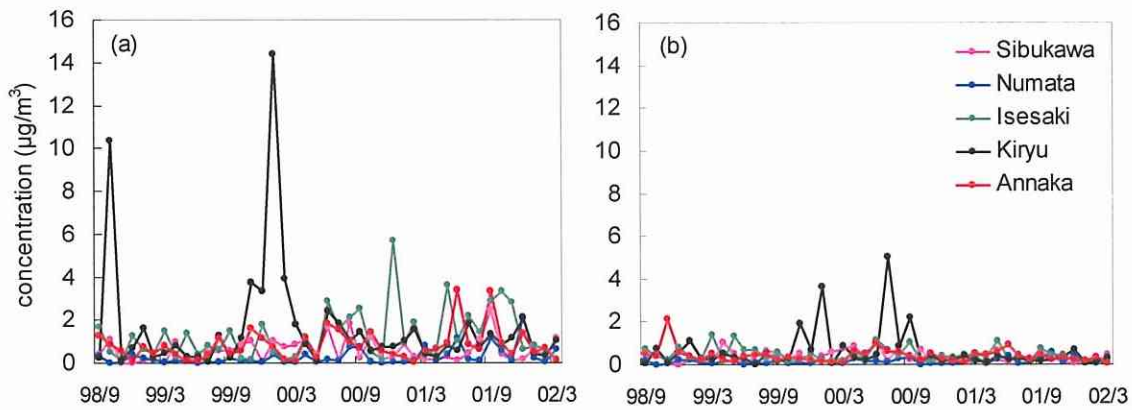 (a)
16
14
12
10
8
6
4
2
0
concentration (µg/m³)
98/9 99/3 99/9 00/3 00/9 01/3 01/9 02/3
(b)
16
14
12
10
8
6
4
2
0
98/9 99/3 99/9 00/3 00/9 01/3 01/9 02/3
Sibukawa
Numata
Isesaki
Kiryu
Annaka